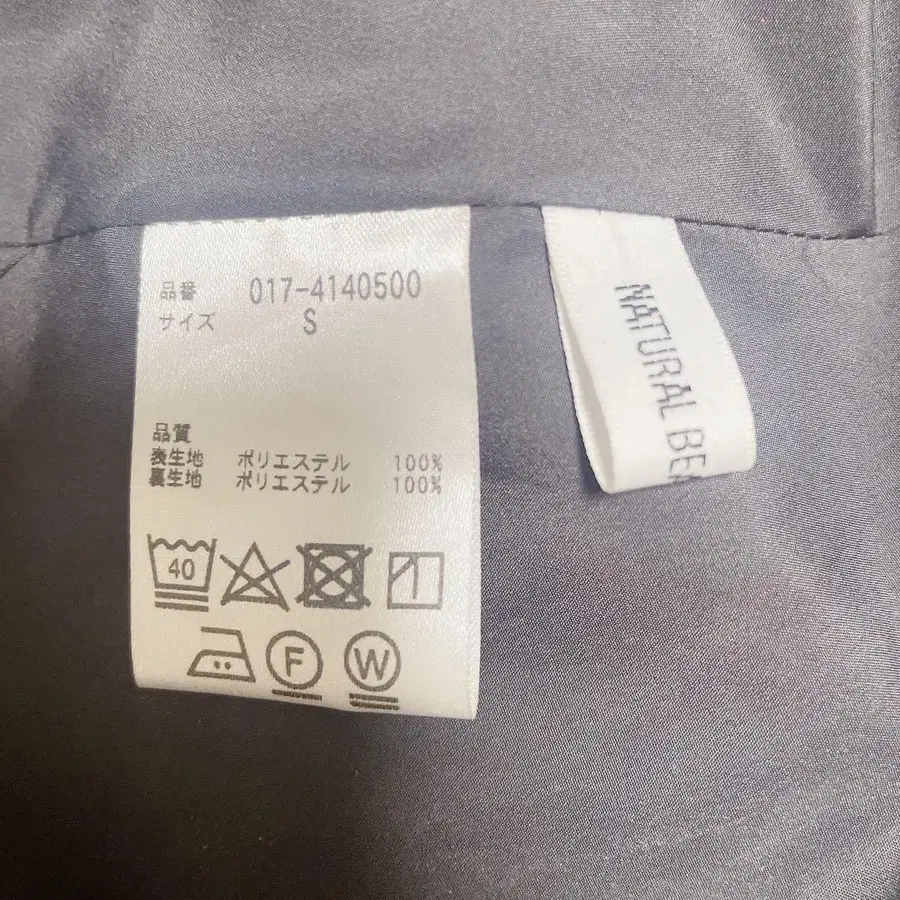 品番 017-4140500
サイズ S
品質
表生地 ポリエステル 100%
裏生地 ポリエステル 100%
40
F W
NATURAL